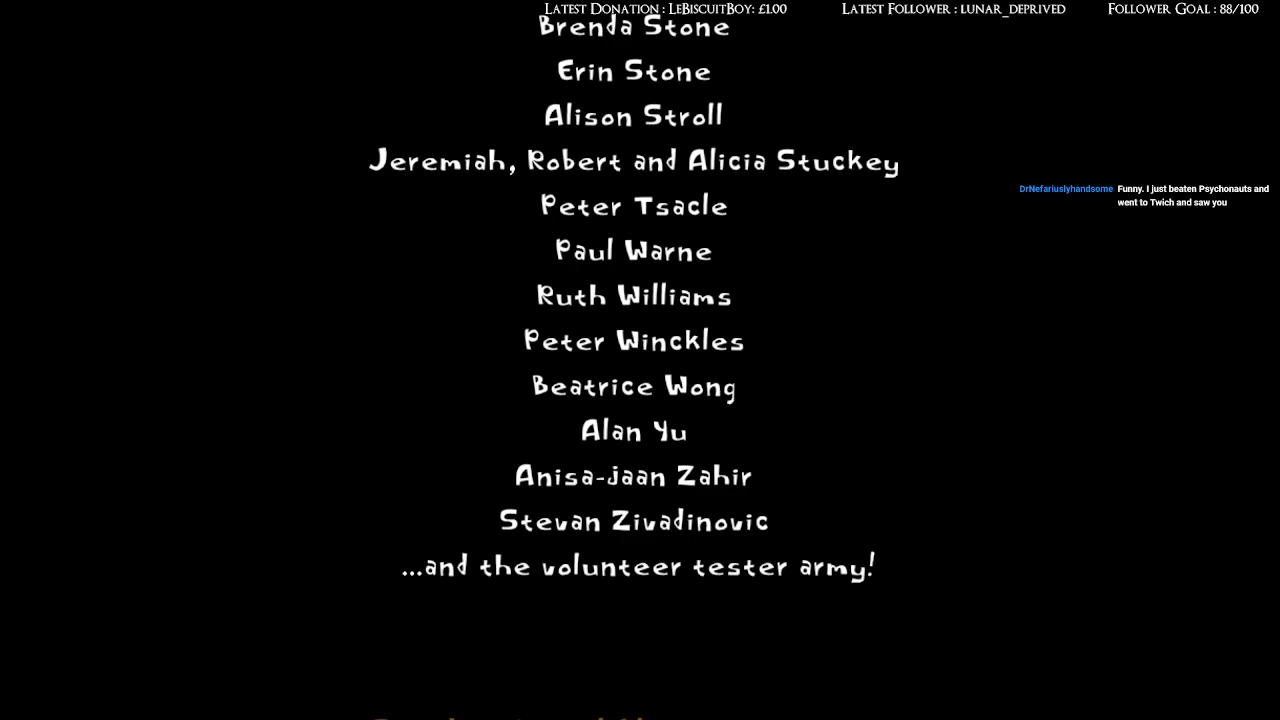 Latest Donation : LeBiscuitBoy: £1.00 Latest Follower : lunar_deprived Follower Goal : 88/100
Brenda Stone
Erin Stone
Alison Stroll
Jeremiah, Robert and Alicia Stuckey
DrNefariuslyhandsome Funny. I just beaten Psychonauts and
went to Twich and saw you
Peter Tsacle
Paul Warne
Ruth Williams
Peter Winckles
Beatrice Wong
Alan Yu
Anisa-jaan Zahir
Stevan Zivadinovic
...and the volunteer tester army!